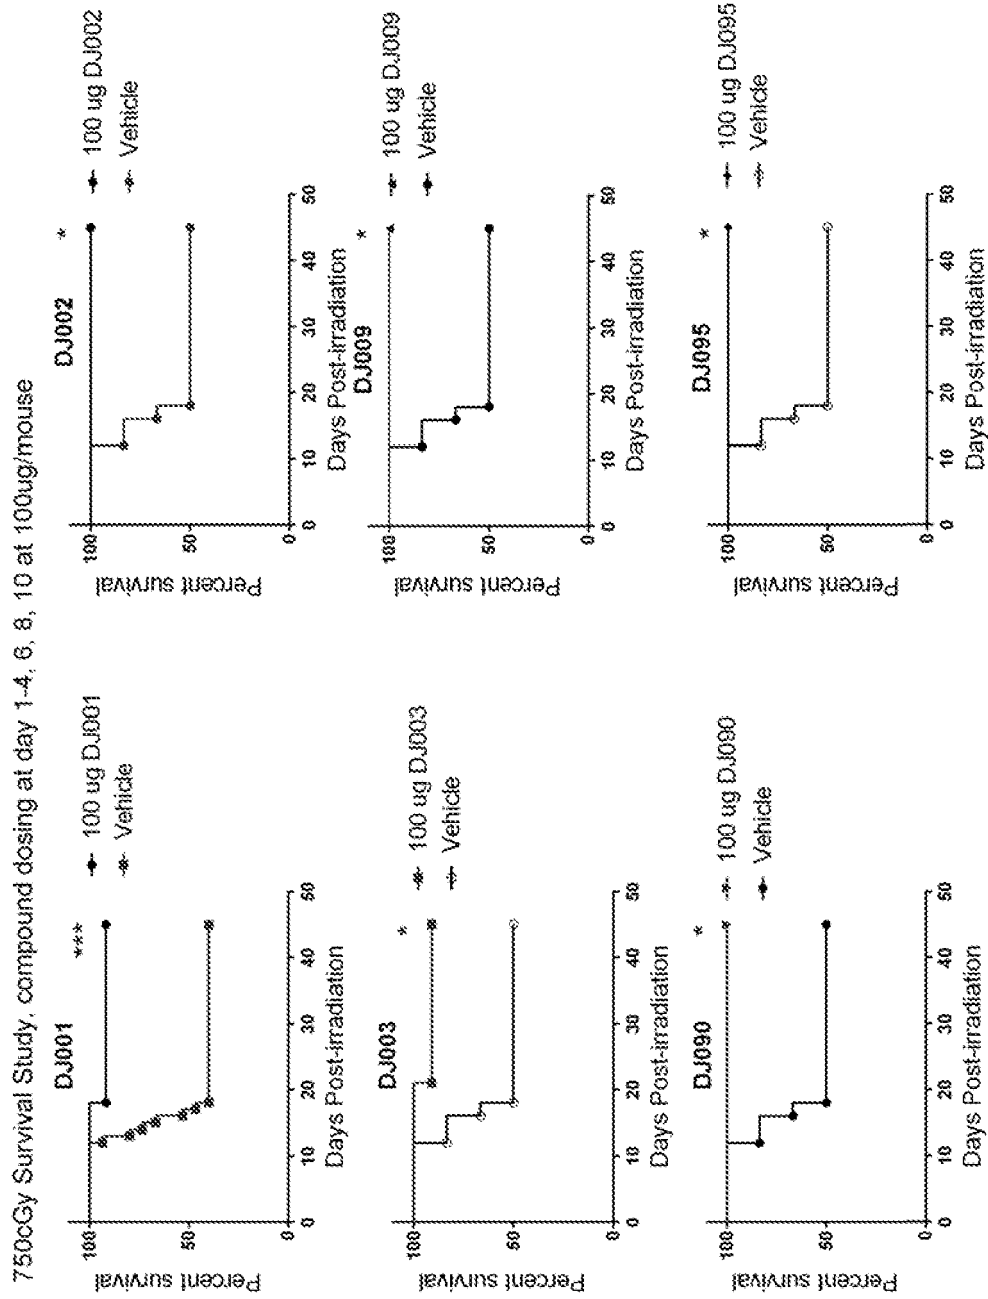 750cGy Survival Study, compound dosing at day 1-4, 6, 8, 10 at 100ug/mouse
DJ001
***
100 ug DJ001
Vehicle
Percent survival
100
50
0
0 10 20 30 40 50
Days Post-irradiation
DJ002
*
100 ug DJ002
Vehicle
Percent survival
100
50
0
0 10 20 30 40 50
Days Post-irradiation
DJ003
*
100 ug DJ003
Vehicle
Percent survival
100
50
0
0 10 20 30 40 50
Days Post-irradiation
DJ009
*
100 ug DJ009
Vehicle
Percent survival
100
50
0
0 10 20 30 40 50
Days Post-irradiation
DJ090
*
100 ug DJ090
Vehicle
Percent survival
100
50
0
0 10 20 30 40 50
Days Post-irradiation
DJ095
*
100 ug DJ095
Vehicle
Percent survival
100
50
0
0 10 20 30 40 50
Days Post-irradiation